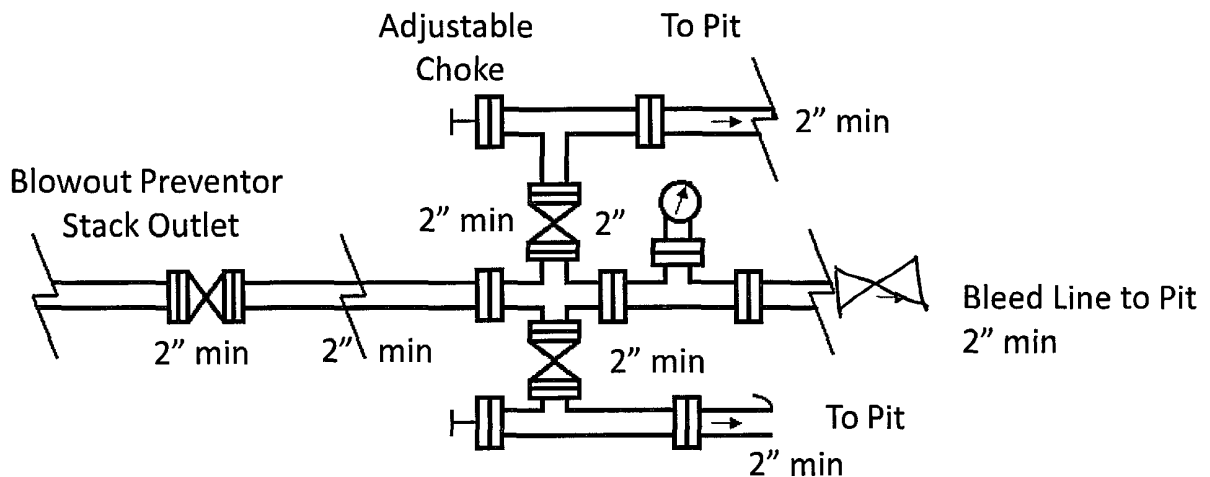 Adjustable
Choke
To Pit
2” min
Blowout Preventor
Stack Outlet
2” min
2”
2” min
2” min
2” min
Bleed Line to Pit
2” min
To Pit
2” min